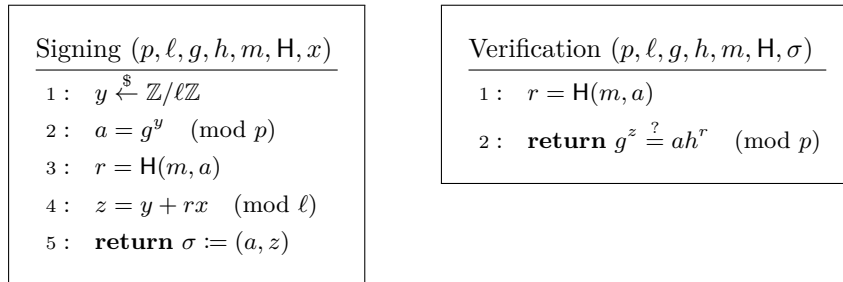 Signing (p, ℓ, g, h, m, H, x)
1 : y $← ℤ/ℓℤ
2 : a = g^y (mod p)
3 : r = H(m, a)
4 : z = y + rx (mod ℓ)
5 : return σ := (a, z)
Verification (p, ℓ, g, h, m, H, σ)
1 : r = H(m, a)
2 : return g^z ?= ah^r (mod p)